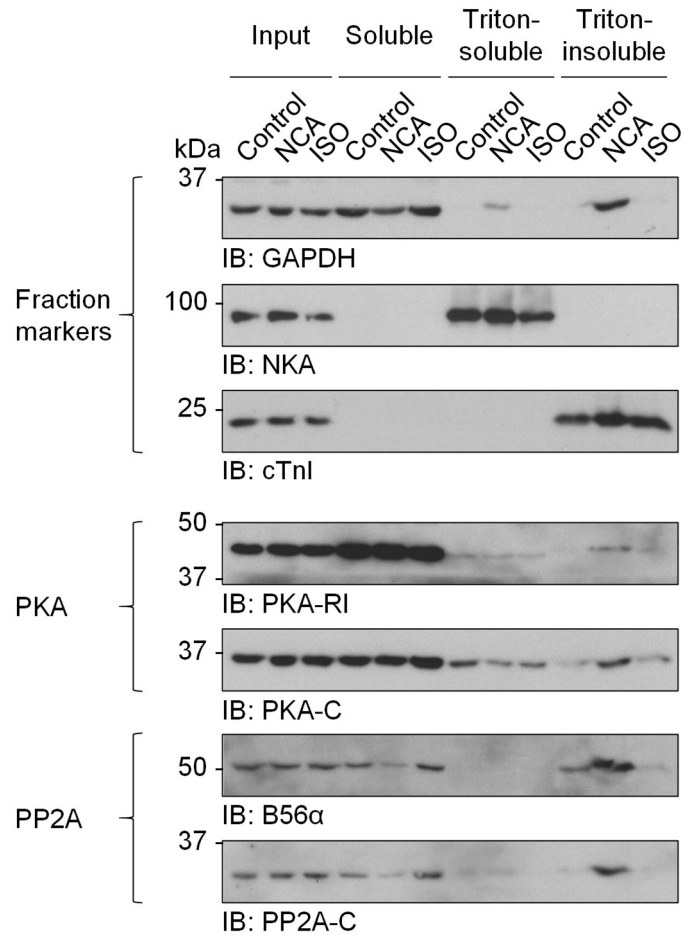 Input Soluble Triton-soluble Triton-insoluble
Control NCA ISO Control NCA ISO Control NCA ISO Control NCA ISO
kDa
37
IB: GAPDH
Fraction markers
100
IB: NKA
25
IB: cTnI
50
37
PKA
IB: PKA-RI
37
IB: PKA-C
50
PP2A
IB: B56α
37
IB: PP2A-C